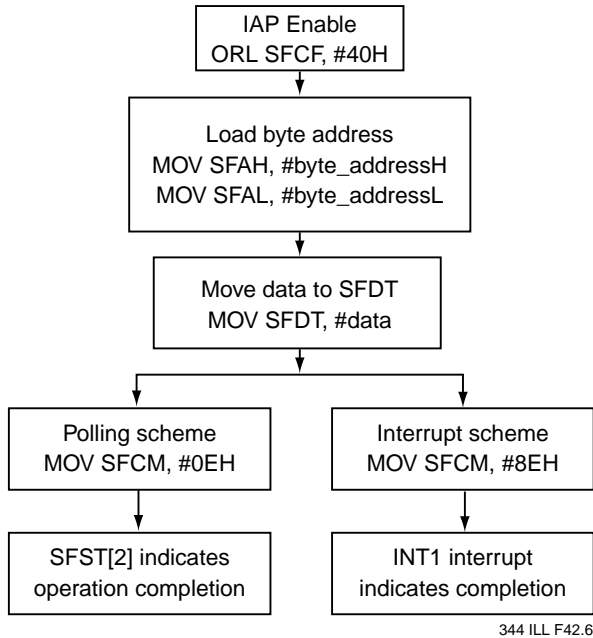 IAP Enable
ORL SFCF, #40H
Load byte address
MOV SFAH, #byte_addressH
MOV SFAL, #byte_addressL
Move data to SFDT
MOV SFDT, #data
Polling scheme
MOV SFCM, #0EH
Interrupt scheme
MOV SFCM, #8EH
SFST[2] indicates
operation completion
INT1 interrupt
indicates completion
344 ILL F42.6